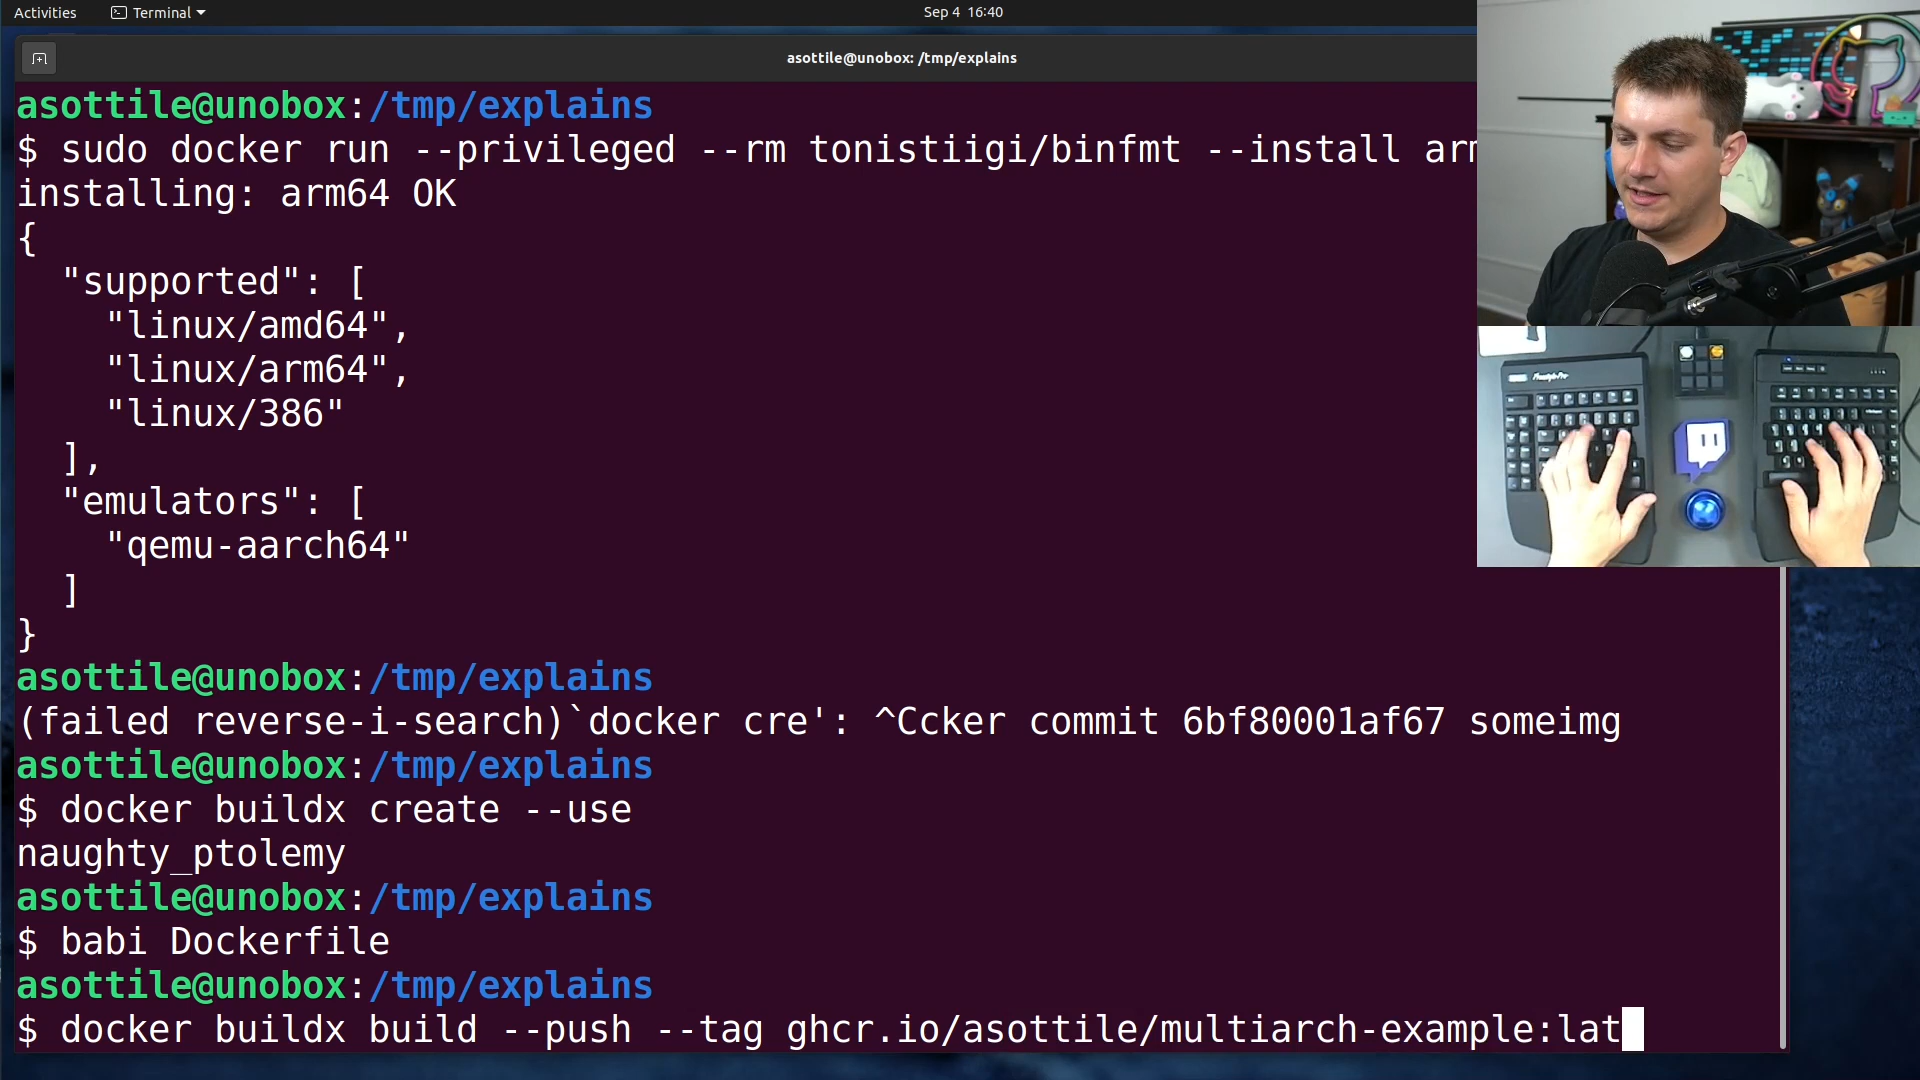 Activities
Terminal
Sep 4 16:40
asottile@unobox: /tmp/explains
asottile@unobox:/tmp/explains
$ sudo docker run --privileged --rm tonistiigi/binfmt --install arm
installing: arm64 OK
{
"supported": [
"linux/amd64",
"linux/arm64",
"linux/386"
],
"emulators": [
"qemu-aarch64"
]
}
asottile@unobox:/tmp/explains
(failed reverse-i-search)`docker cre': ^Ccker commit 6bf80001af67 someimg
asottile@unobox:/tmp/explains
$ docker buildx create --use
naughty_ptolemy
asottile@unobox:/tmp/explains
$ babi Dockerfile
asottile@unobox:/tmp/explains
$ docker buildx build --push --tag ghcr.io/asottile/multiarch-example:lat